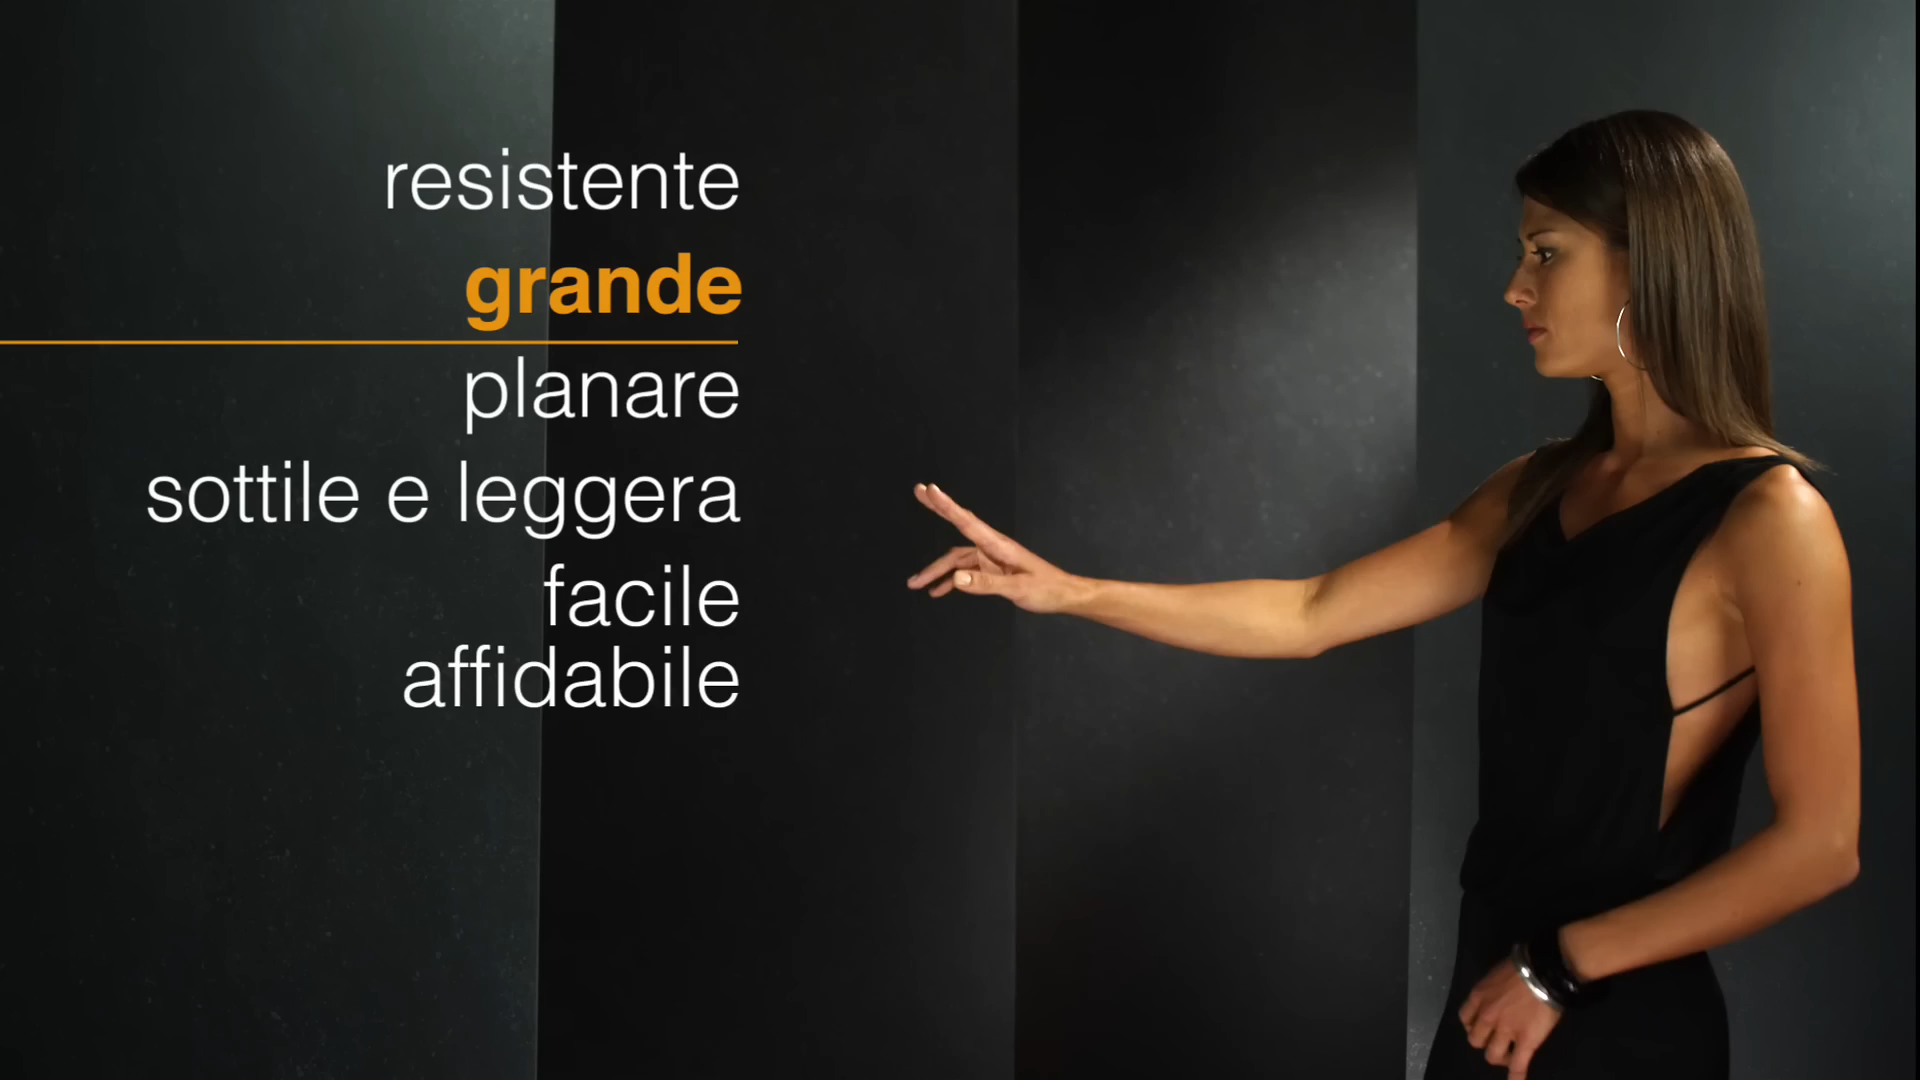 resistente
grande
planare
sottile e leggera
facile
affidabile